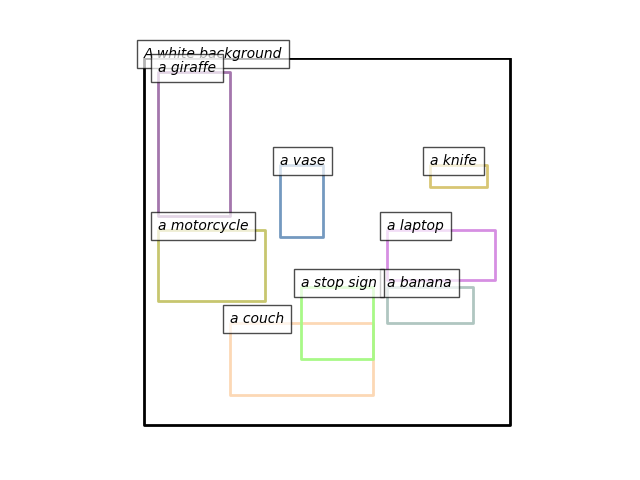 A white background
a giraffe
a vase
a knife
a motorcycle
a laptop
a stop sign
a banana
a couch